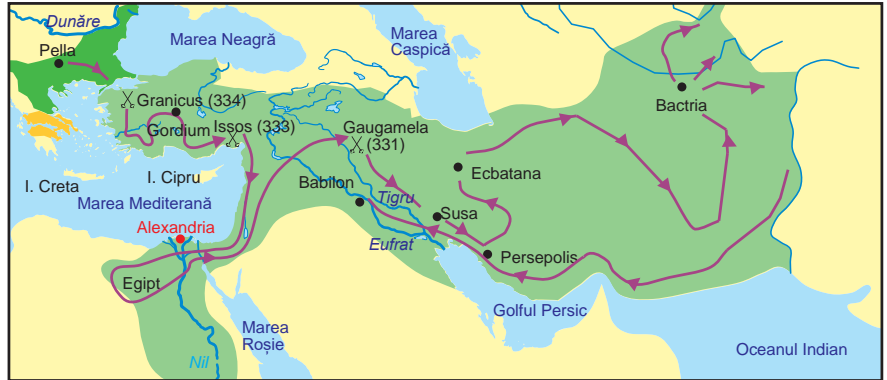 Dunăre
Marea Neagră
Marea
Caspică
Pella
Granicus (334)
Gordium
Issos (333)
Gaugamela
(331)
Bactria
I. Creta
I. Cipru
Marea Mediterană
Babilon
Tigru
Ecbatana
Susa
Alexandria
Eufrat
Persepolis
Egipt
Golful Persic
Marea
Roșie
Nil
Oceanul Indian